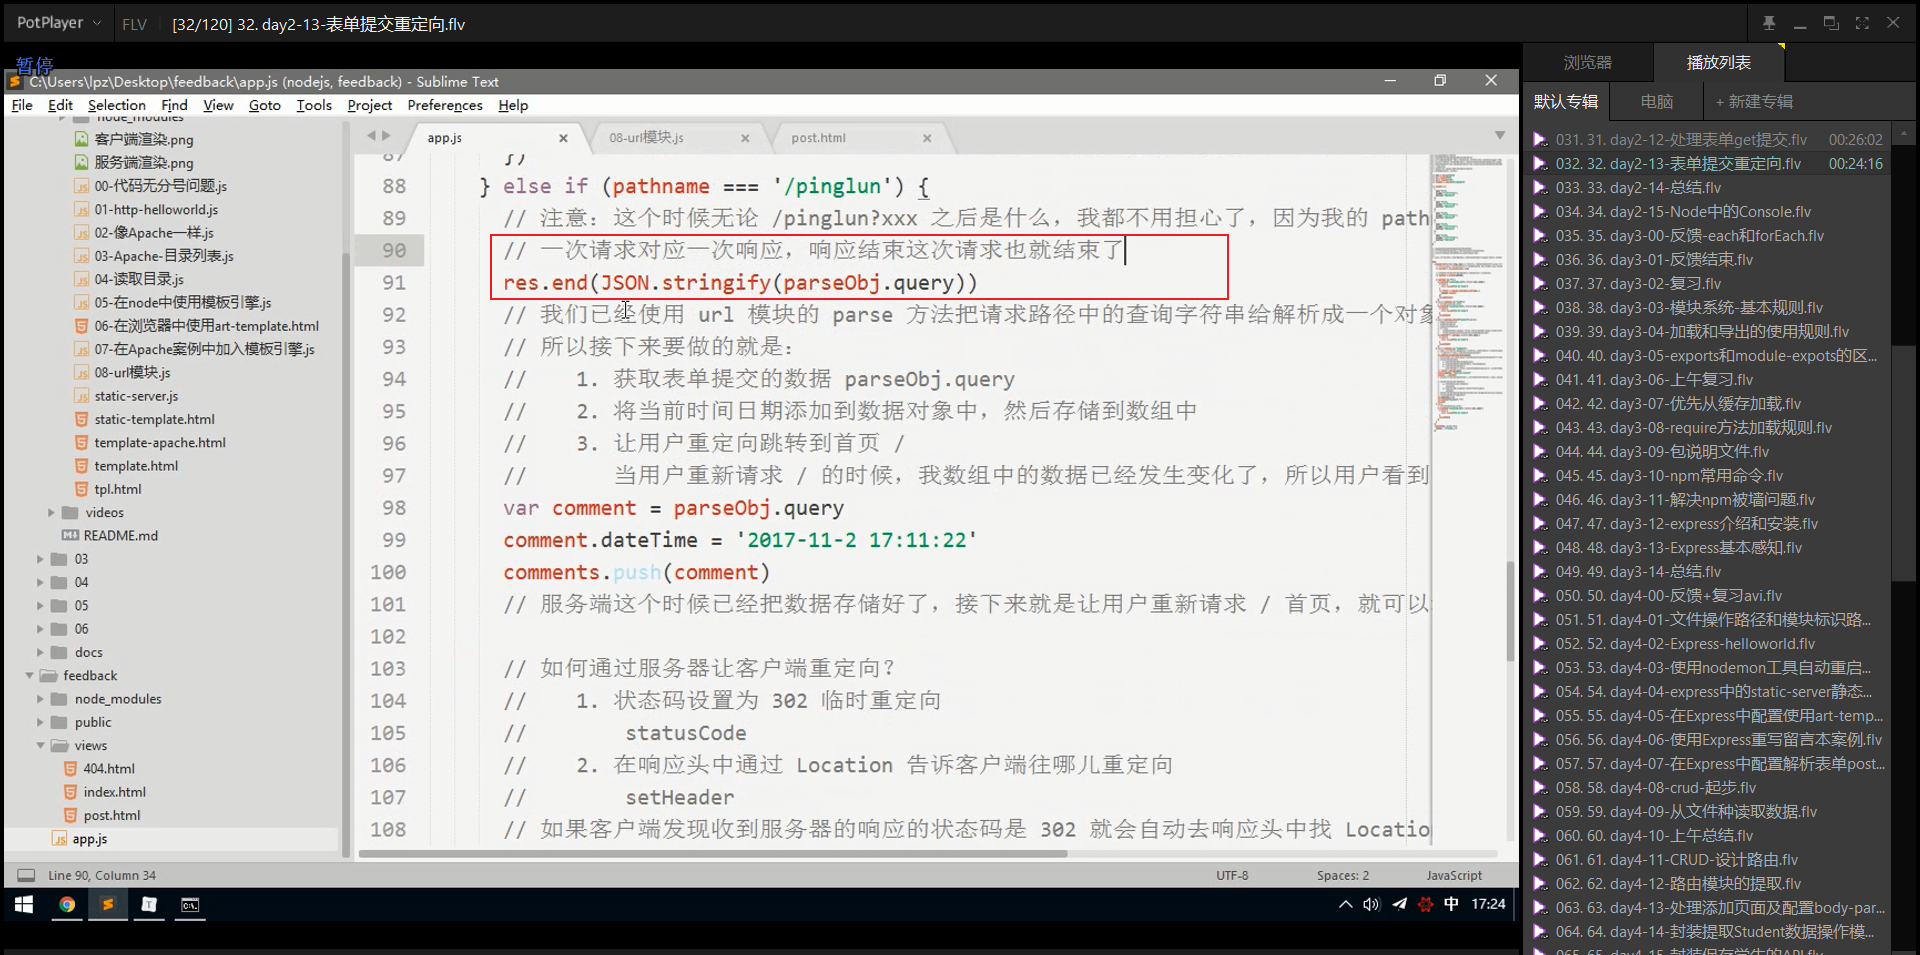 PotPlayer
FLV
[32/120] 32. day2-13-表单提交重定向.flv
暂停
C:\Users\lpz\Desktop\feedback\app.js (nodejs, feedback) - Sublime Text
File Edit Selection Find View Goto Tools Project Preferences Help
node_modules
客户端渲染.png
服务端渲染.png
00-代码无分号问题.js
01-http-helloworld.js
02-像Apache一样.js
03-Apache-目录列表.js
04-读取目录.js
05-在node中使用模板引擎.js
06-在浏览器中使用art-template.html
07-在Apache案例中加入模板引擎.js
08-url模块.js
static-server.js
static-template.html
template-apache.html
template.html
tpl.html
videos
README.md
03
04
05
06
docs
feedback
node_modules
public
views
404.html
index.html
post.html
app.js
app.js
08-url模块.js
post.html
87 })
88 } else if (pathname === '/pinglun') {
89 // 注意：这个时候无论 /pinglun?xxx 之后是什么，我都不用担心了，因为我的 path
90 // 一次请求对应一次响应，响应结束这次请求也就结束了
91 res.end(JSON.stringify(parseObj.query))
92 // 我们已经使用 url 模块的 parse 方法把请求路径中的查询字符串给解析成一个对象
93 // 所以接下来要做的就是：
94 // 1. 获取表单提交的数据 parseObj.query
95 // 2. 将当前时间日期添加到数据对象中，然后存储到数组中
96 // 3. 让用户重定向跳转到首页 /
97 // 当用户重新请求 / 的时候，我数组中的数据已经发生变化了，所以用户看到
98 var comment = parseObj.query
99 comment.dateTime = '2017-11-2 17:11:22'
100 comments.push(comment)
101 // 服务端这个时候已经把数据存储好了，接下来就是让用户重新请求 / 首页，就可以
102
103 // 如何通过服务器让客户端重定向？
104 // 1. 状态码设置为 302 临时重定向
105 // statusCode
106 // 2. 在响应头中通过 Location 告诉客户端往哪儿重定向
107 // setHeader
108 // 如果客户端发现收到服务器的响应的状态码是 302 就会自动去响应头中找 Locatio
Line 90, Column 34
UTF-8
Spaces: 2
JavaScript
中
17:24
浏览器
播放列表
默认专辑
电脑
+ 新建专辑
031. 31. day2-12-处理表单get提交.flv 00:26:02
032. 32. day2-13-表单提交重定向.flv 00:24:16
033. 33. day2-14-总结.flv
034. 34. day2-15-Node中的Console.flv
035. 35. day3-00-反馈-each和forEach.flv
036. 36. day3-01-反馈结束.flv
037. 37. day3-02-复习.flv
038. 38. day3-03-模块系统-基本规则.flv
039. 39. day3-04-加载和导出的使用规则.flv
040. 40. day3-05-exports和module-expots的区...
041. 41. day3-06-上午复习.flv
042. 42. day3-07-优先从缓存加载.flv
043. 43. day3-08-require方法加载规则.flv
044. 44. day3-09-包说明文件.flv
045. 45. day3-10-npm常用命令.flv
046. 46. day3-11-解决npm被墙问题.flv
047. 47. day3-12-express介绍和安装.flv
048. 48. day3-13-Express基本感知.flv
049. 49. day3-14-总结.flv
050. 50. day4-00-反馈+复习avi.flv
051. 51. day4-01-文件操作路径和模块标识路...
052. 52. day4-02-Express-helloworld.flv
053. 53. day4-03-使用nodemon工具自动重启...
054. 54. day4-04-express中的static-server静态...
055. 55. day4-05-在Express中配置使用art-temp...
056. 56. day4-06-使用Express重写留言本案例.flv
057. 57. day4-07-在Express中配置解析表单post...
058. 58. day4-08-crud-起步.flv
059. 59. day4-09-从文件种读取数据.flv
060. 60. day4-10-上午总结.flv
061. 61. day4-11-CRUD-设计路由.flv
062. 62. day4-12-路由模块的提取.flv
063. 63. day4-13-处理添加页面及配置body-par...
064. 64. day4-14-封装提取Student数据操作模...
065. 65. day4-15-封装保存学生的API.flv